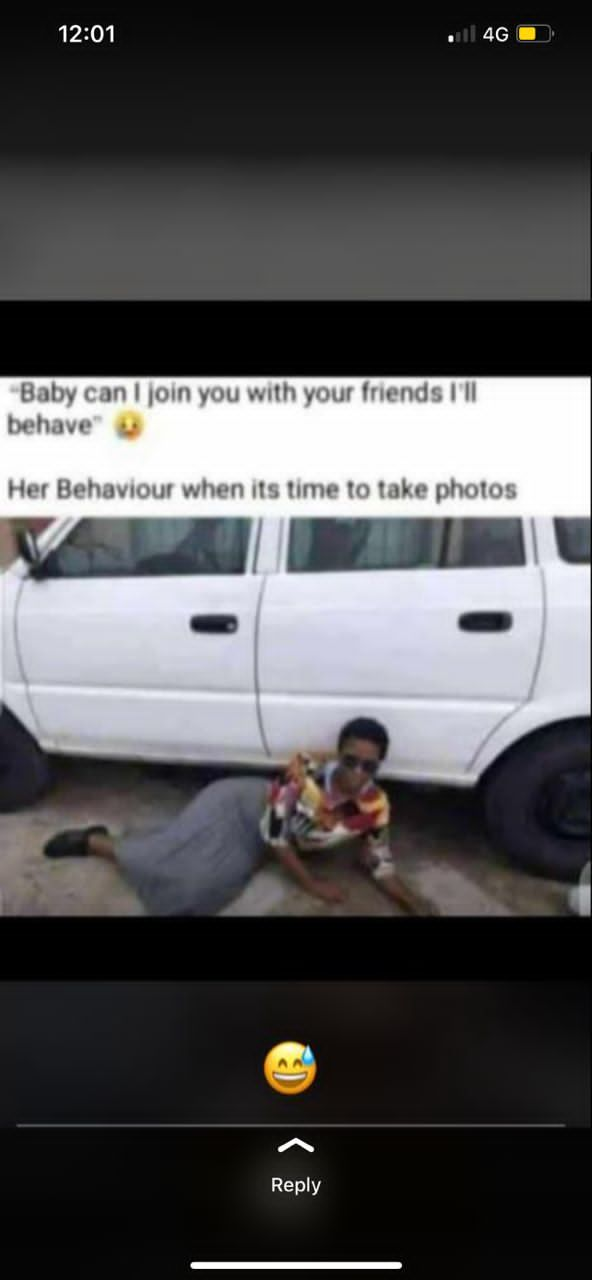 12:01
4G
"Baby can I join you with your friends I'll
behave" 😢
Her Behaviour when its time to take photos
😅
Reply